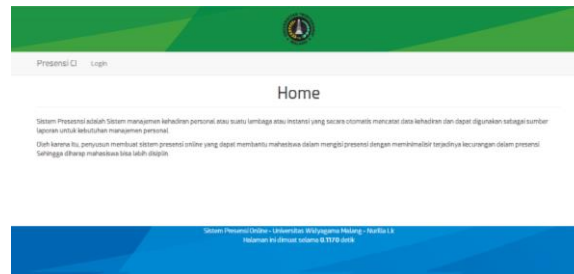 Presensi CI Login
Home
Sistem Presensi adalah Sistem manajemen kehadiran personal atau suatu lembaga atau instansi yang secara otomatis mencatat data kehadiran dan dapat digunakan sebagai sumber
laporan untuk kebutuhan manajemen personal.
Oleh karena itu, penyusun membuat sistem presensi online yang dapat membantu mahasiswa dalam mengisi presensi dengan meminimalisir terjadinya kecurangan dalam presensi
Sehingga diharap mahasiswa bisa lebih disiplin.
Sistem Presensi Online - Universitas Widyagama Malang - Nurlia
Halaman ini dimuat selama 0.1170 detik